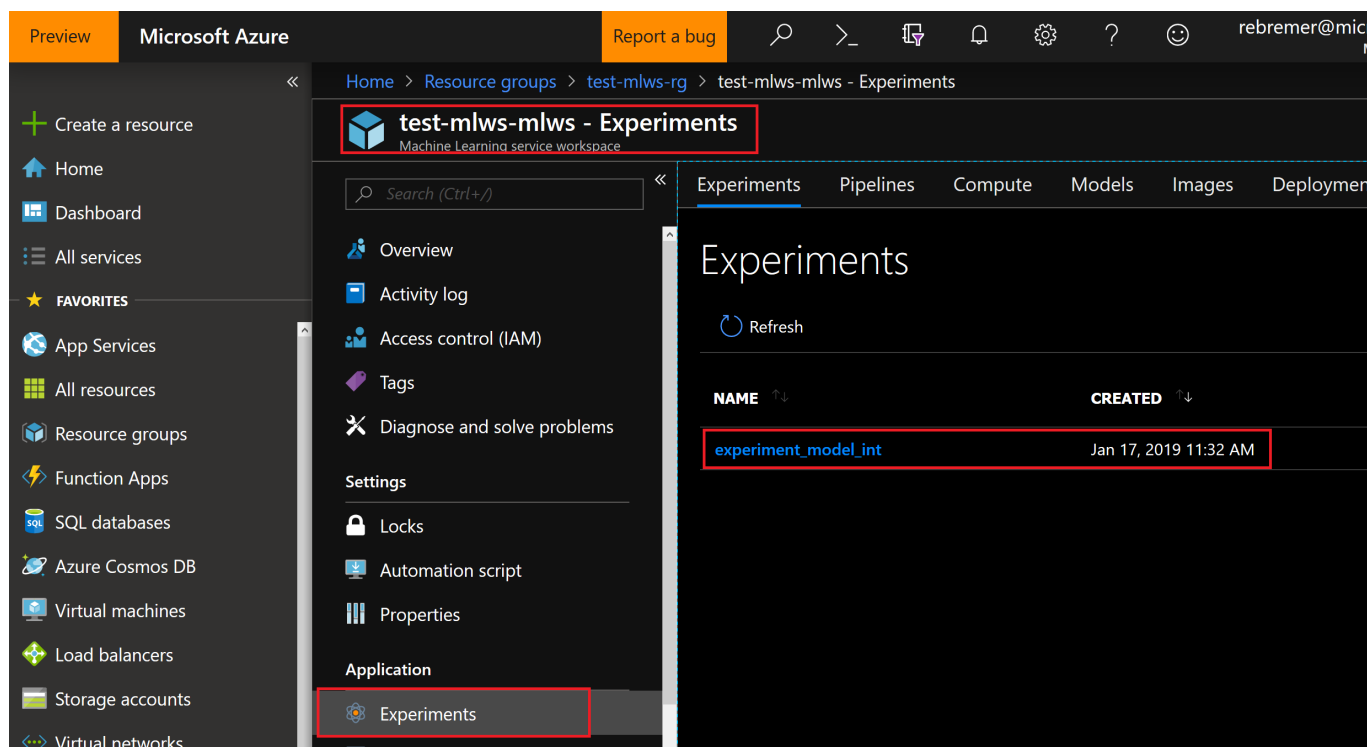 Preview
Microsoft Azure
Report a bug
rebremer@mic
Home > Resource groups > test-mlws-rg > test-mlws-mlws - Experiments
test-mlws-mlws - Experiments
Machine Learning service workspace
Create a resource
Home
Dashboard
All services
FAVORITES
App Services
All resources
Resource groups
Function Apps
SQL databases
Azure Cosmos DB
Virtual machines
Load balancers
Storage accounts
Virtual networks
Search (Ctrl+/)
Overview
Activity log
Access control (IAM)
Tags
Diagnose and solve problems
Settings
Locks
Automation script
Properties
Application
Experiments
Experiments Pipelines Compute Models Images Deploymen
Experiments
Refresh
NAME CREATED
experiment_model_int Jan 17, 2019 11:32 AM